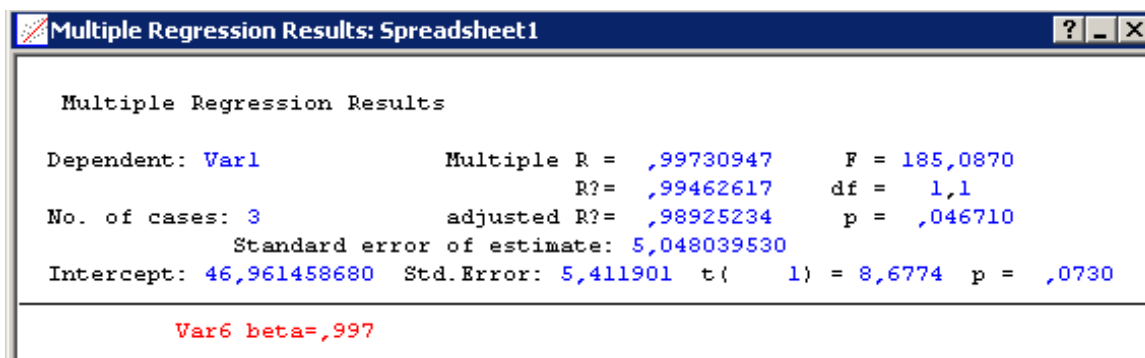 Multiple Regression Results: Spreadsheet1
Multiple Regression Results
Dependent: Var1 Multiple R = ,99730947 F = 185,0870
R?= ,99462617 df = 1,1
No. of cases: 3 adjusted R?= ,98925234 p = ,046710
Standard error of estimate: 5,048039530
Intercept: 46,961458680 Std.Error: 5,411901 t( 1) = 8,6774 p = ,0730
Var6 beta=,997